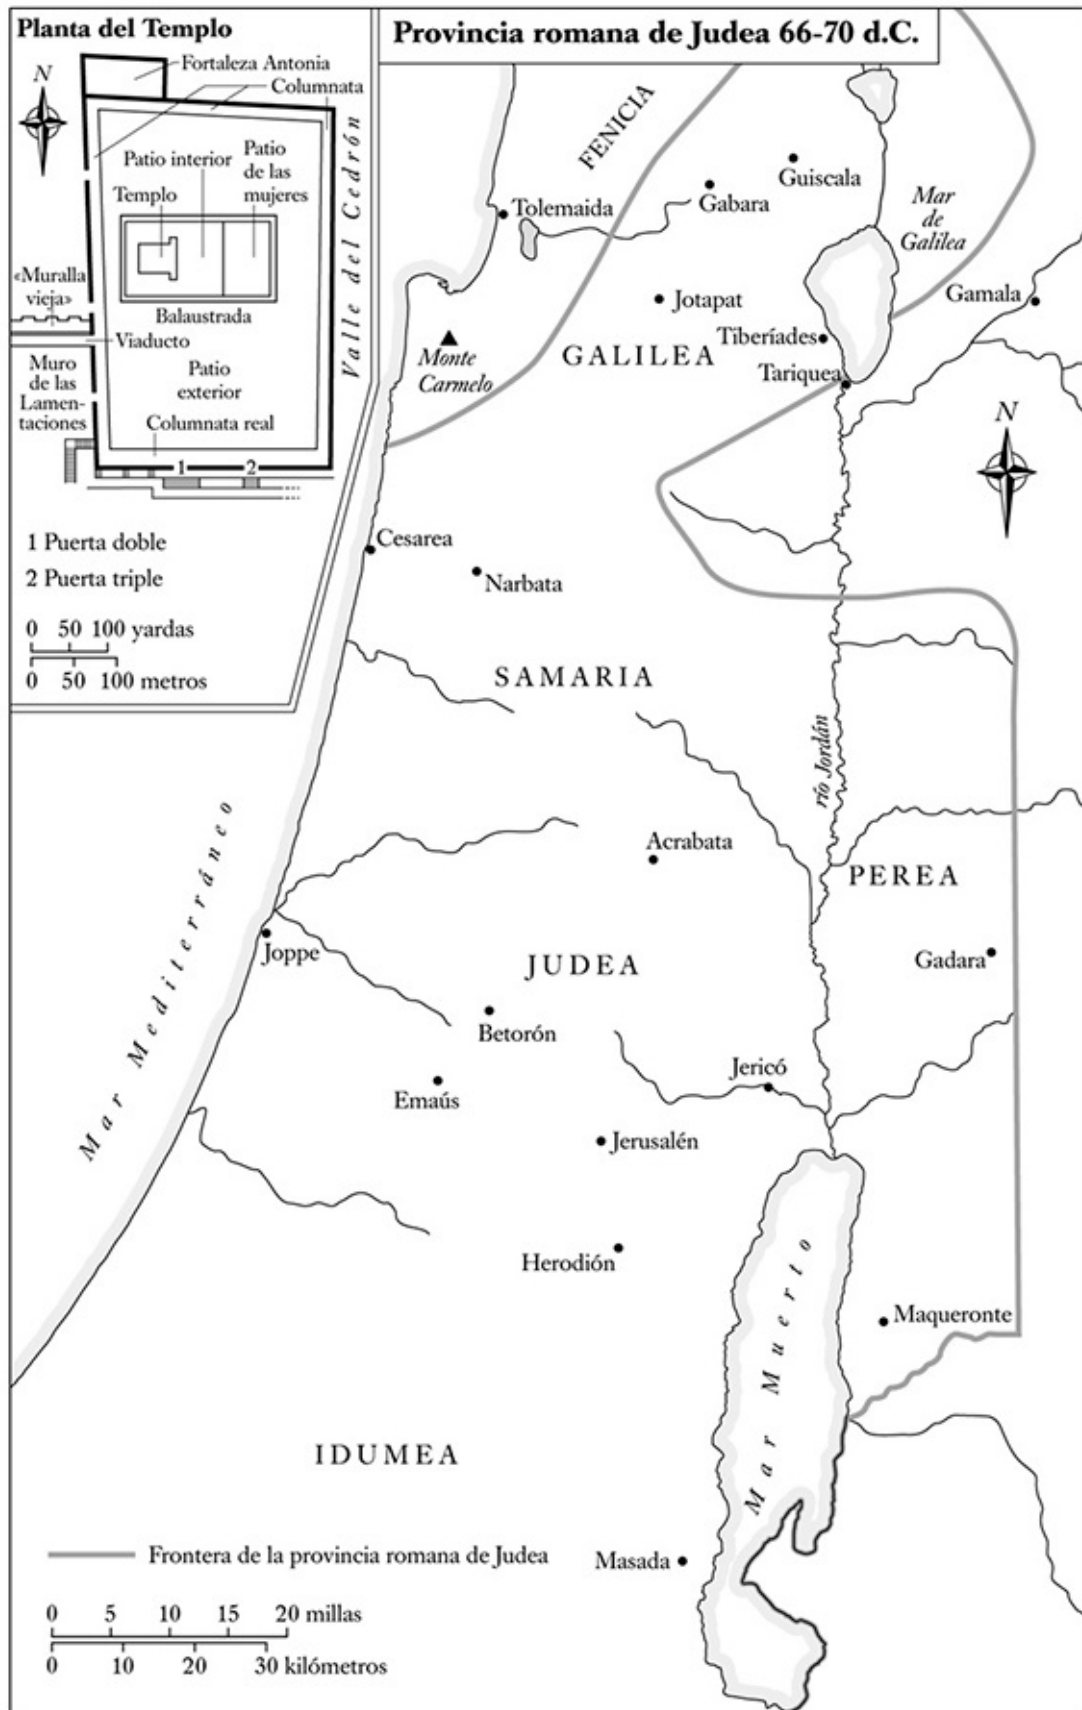 Planta del Templo
Provincia romana de Judea 66-70 d.C.
N
Fortaleza Antonia
Columnata
Patio interior
Patio
de las
mujeres
Templo
«Muralla
vieja»
Balaustrada
Viaducto
Muro
de las
Lamen-
taciones
Patio
exterior
Columnata real
1
2
Valle del Cedrón
1 Puerta doble
2 Puerta triple
0 50 100 yardas
0 50 100 metros
FENICIA
Guiscala
Gabara
Tolemaida
Mar
de
Galilea
Gamala
Jotapat
Tiberíades
GALILEA
Monte
Carmelo
Tariquea
N
Cesarea
Narbata
SAMARIA
río Jordán
Mar Mediterráneo
Acrabata
PEREA
Joppe
JUDEA
Gadara
Betorón
Jericó
Emaús
Jerusalén
Herodión
Mar Muerto
Maqueronte
IDUMEA
Frontera de la provincia romana de Judea
Masada
0 5 10 15 20 millas
0 10 20 30 kilómetros